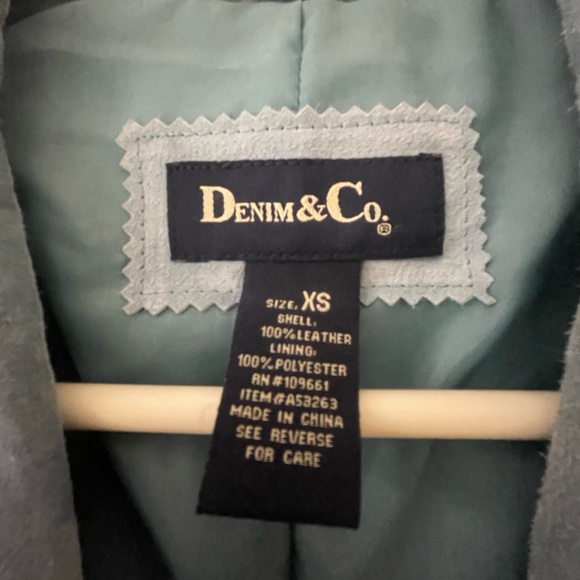 DENIM & CO.®
SIZE: XS
SHELL:
100% LEATHER
LINING:
100% POLYESTER
RN #109661
ITEM #A53263
MADE IN CHINA
SEE REVERSE
FOR CARE